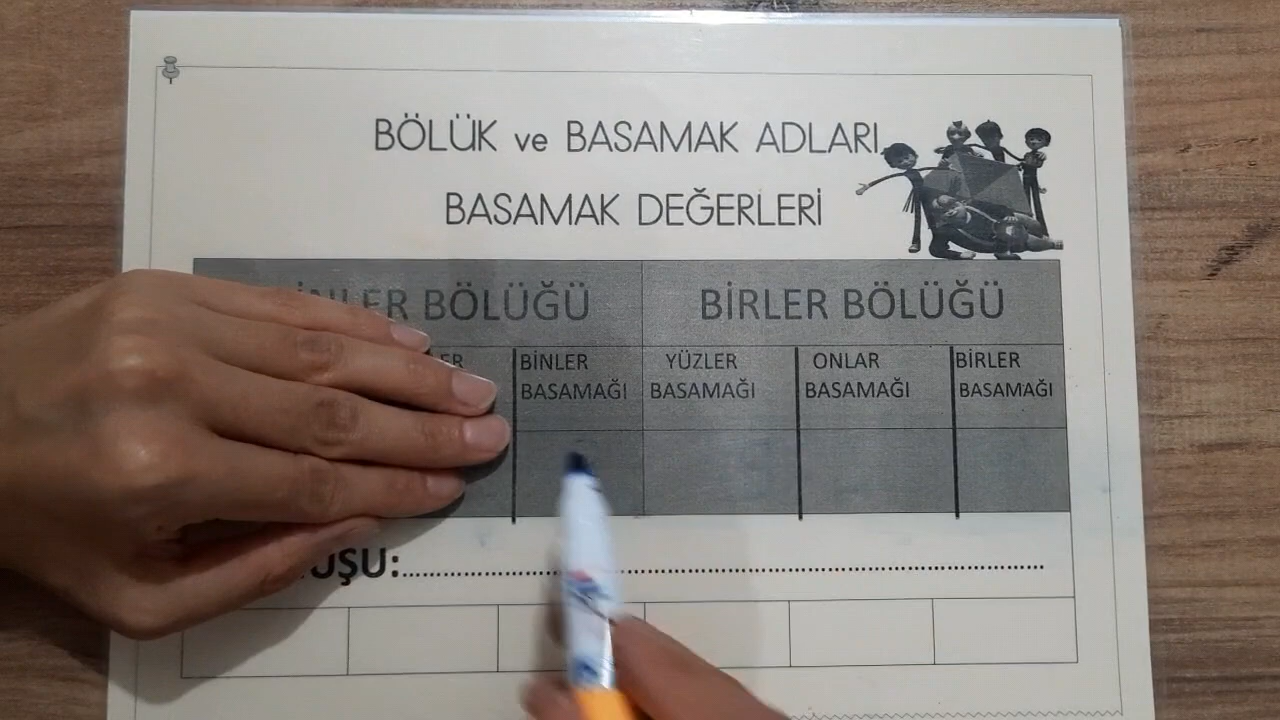 BÖLÜK ve BASAMAK ADLARI
BASAMAK DEĞERLERİ
BÖLÜĞÜ BİRLER BÖLÜĞÜ
BİNLER YÜZLER ONLAR BİRLER
BASAMAĞI BASAMAĞI BASAMAĞI BASAMAĞI